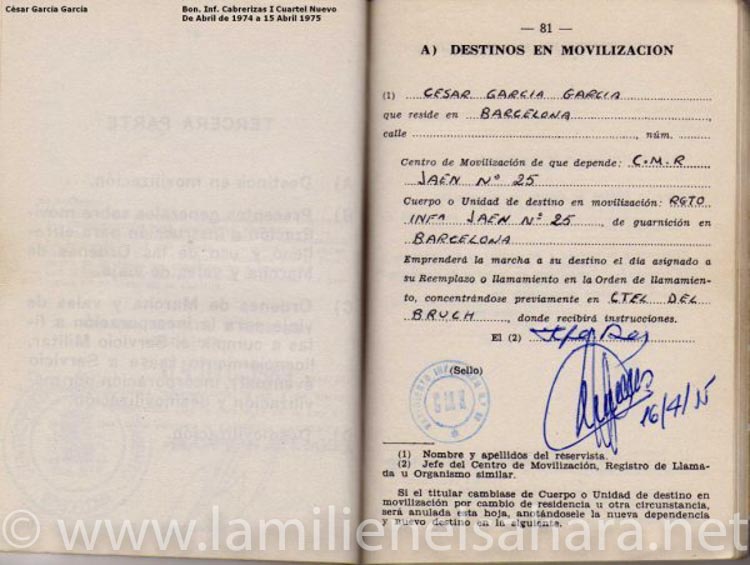 César García García
Bon. Inf. Cabrerizas I Cuartel Nuevo
De Abril de 1974 a 15 Abril 1975
TERCERA PARTE
A) Destinos en movilización.
— 81 —
A) DESTINOS EN MOVILIZACION
(1) CESAR GARCIA GARCIA
que reside en BARCELONA,
calle, núm.
Centro de Movilización de que depende: C.M.R
JAEN Nº 25
Cuerpo o Unidad de destino en movilización: RGTO
INFA JAEN Nº 25, de guarnición en
BARCELONA
Emprenderá la marcha a su destino el día asignado a
su Reemplazo o llamamiento en la Orden de llamamien-
to, concentrándose previamente en CTEL DEL
BRUCH, donde recibirá instrucciones.
El (2)
(Sello)
16/4/75
(1) Nombre y apellidos del reservista.
(2) Jefe del Centro de Movilización, Registro de Llama-
da u Organismo similar.
Si el titular cambiase de Cuerpo o Unidad de destino en
movilización por cambio de residencia u otra circunstancia,
será anulada esta hoja, anotándosele la nueva dependencia
y nuevo destino en la siguiente.
© www.lamilienelsahara.net